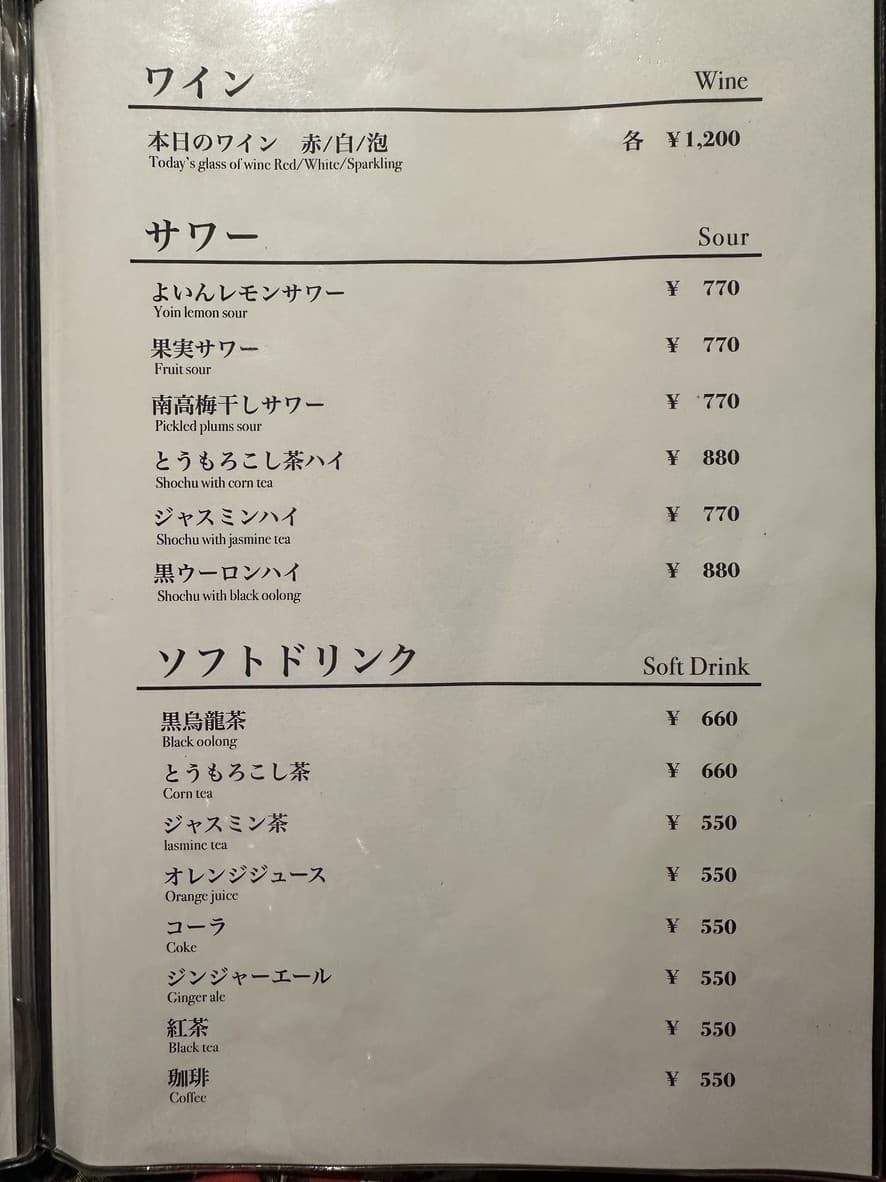 ワイン Wine
本日のワイン 赤/白/泡 各 ¥1,200
Today's glass of wine Red/White/Sparkling
サワー Sour
よいんレモンサワー ¥ 770
Yoin lemon sour
果実サワー ¥ 770
Fruit sour
南高梅干しサワー ¥ 770
Pickled plums sour
とうもろこし茶ハイ ¥ 880
Shochu with corn tea
ジャスミンハイ ¥ 770
Shochu with jasmine tea
黒ウーロンハイ ¥ 880
Shochu with black oolong
ソフトドリンク Soft Drink
黒烏龍茶 ¥ 660
Black oolong
とうもろこし茶 ¥ 660
Corn tea
ジャスミン茶 ¥ 550
Iasmine tea
オレンジジュース ¥ 550
Orange juice
コーラ ¥ 550
Coke
ジンジャーエール ¥ 550
Ginger ale
紅茶 ¥ 550
Black tea
珈琲 ¥ 550
Coffee